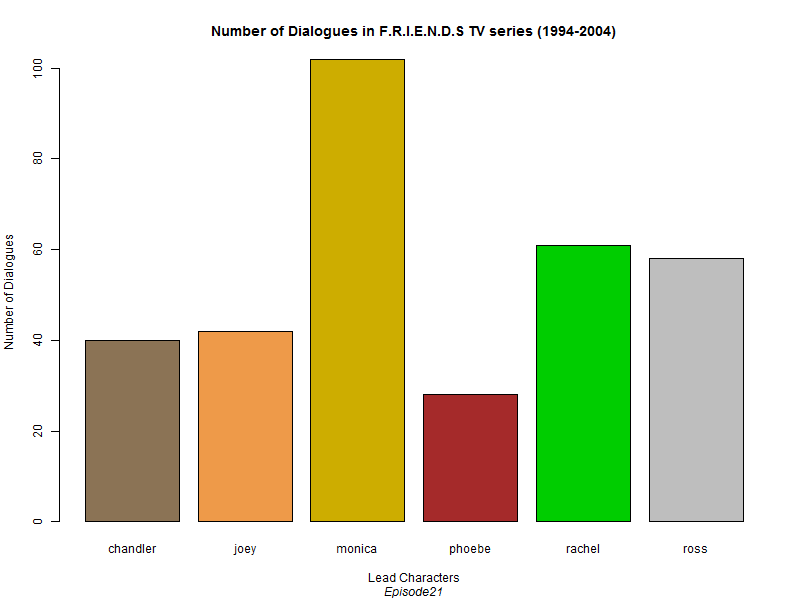 Number of Dialogues in F.R.I.E.N.D.S TV series (1994-2004)
Number of Dialogues
100
80
60
40
20
0
chandler joey monica phoebe rachel ross
Lead Characters
Episode21